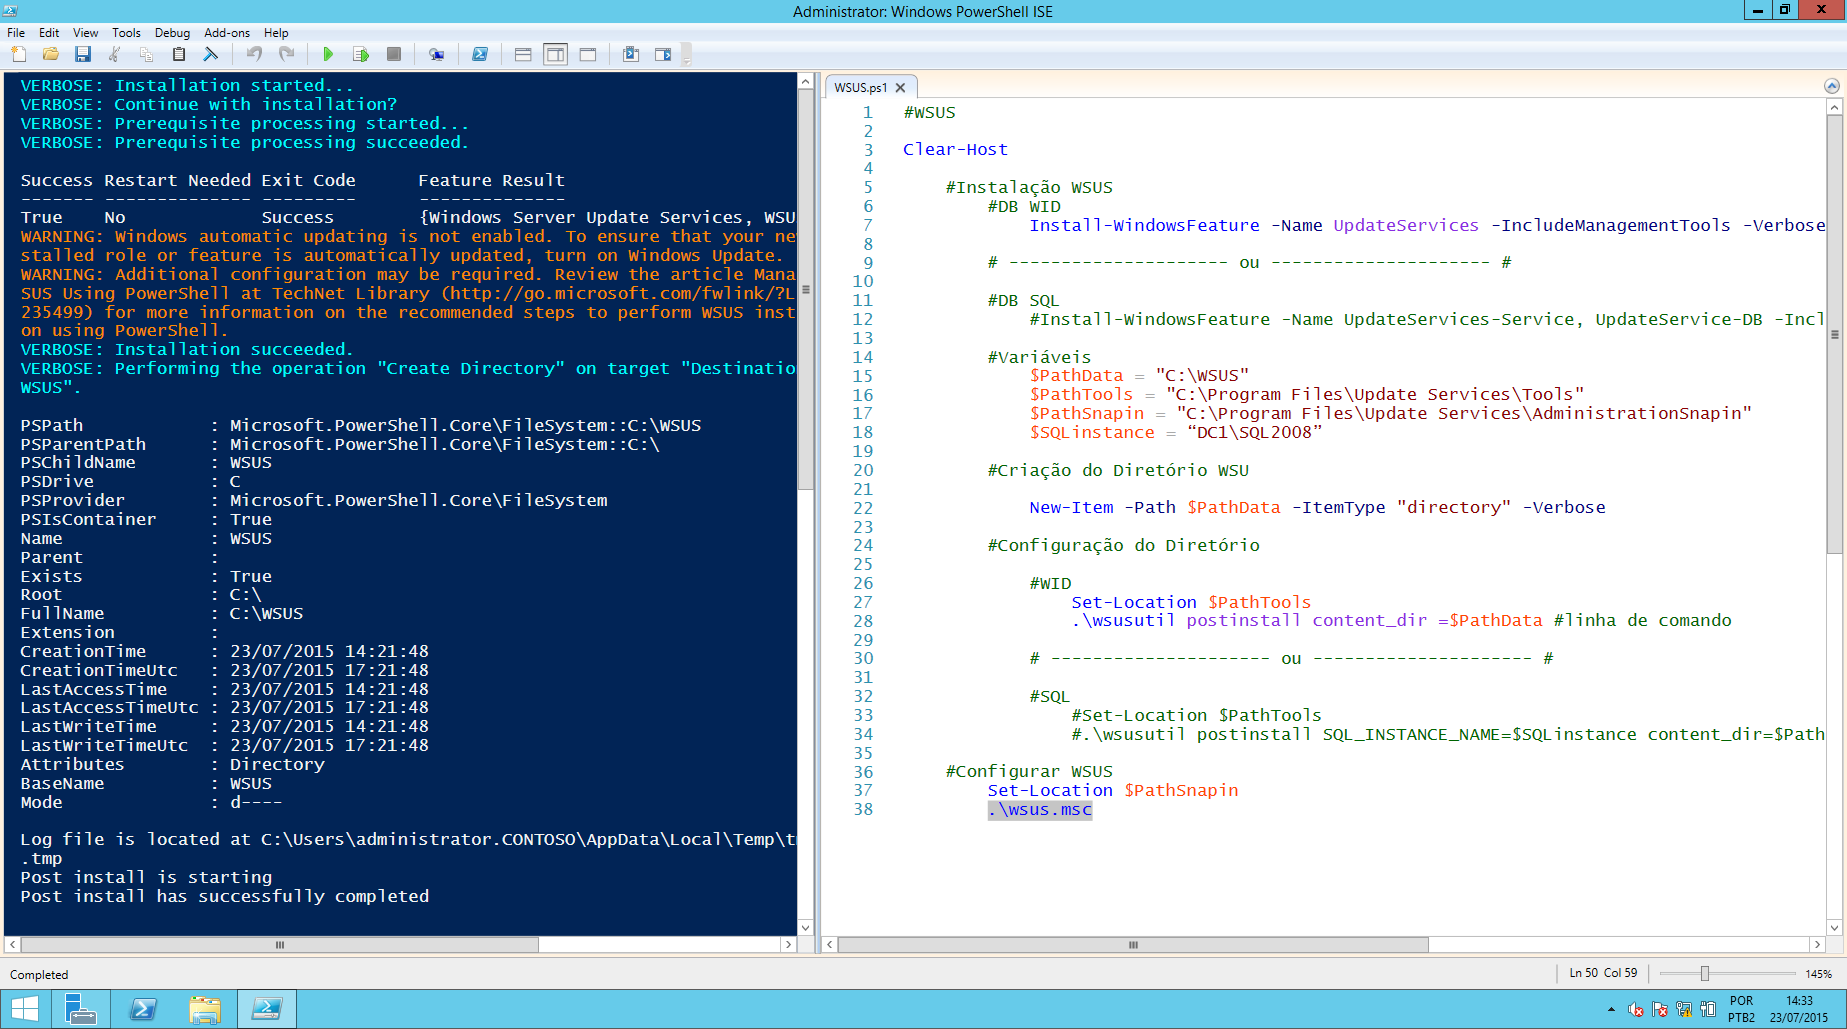 Administrator: Windows PowerShell ISE
File Edit View Tools Debug Add-ons Help
VERBOSE: Installation started...
VERBOSE: Continue with installation?
VERBOSE: Prerequisite processing started...
VERBOSE: Prerequisite processing succeeded.
Success Restart Needed Exit Code      Feature Result
------- -------------- ---------      --------------
True    No             Success        {Windows Server Update Services, WSU
WARNING: Windows automatic updating is not enabled. To ensure that your ne
stalled role or feature is automatically updated, turn on Windows Update.
WARNING: Additional configuration may be required. Review the article Mana
SUS Using PowerShell at TechNet Library (http://go.microsoft.com/fwlink/?L
235499) for more information on the recommended steps to perform WSUS inst
on using PowerShell.
VERBOSE: Installation succeeded.
VERBOSE: Performing the operation "Create Directory" on target "Destinatio
WSUS".
PSPath            : Microsoft.PowerShell.Core\FileSystem::C:\WSUS
PSParentPath      : Microsoft.PowerShell.Core\FileSystem::C:\
PSChildName       : WSUS
PSDrive           : C
PSProvider        : Microsoft.PowerShell.Core\FileSystem
PSIsContainer     : True
Name              : WSUS
Parent            :
Exists            : True
Root              : C:\
FullName          : C:\WSUS
Extension         :
CreationTime      : 23/07/2015 14:21:48
CreationTimeUtc   : 23/07/2015 17:21:48
LastAccessTime    : 23/07/2015 14:21:48
LastAccessTimeUtc : 23/07/2015 17:21:48
LastWriteTime     : 23/07/2015 14:21:48
LastWriteTimeUtc  : 23/07/2015 17:21:48
Attributes        : Directory
BaseName          : WSUS
Mode              : d----
Log file is located at C:\Users\administrator.CONTOSO\AppData\Local\Temp\t
.tmp
Post install is starting
Post install has successfully completed
WSUS.ps1
1 #WSUS
2
3 Clear-Host
4
5 #Instalação WSUS
6 #DB WID
7 Install-WindowsFeature -Name UpdateServices -IncludeManagementTools -Verbose
8
9 # --------------------- ou --------------------- #
10
11 #DB SQL
12 #Install-WindowsFeature -Name UpdateServices-Service, UpdateService-DB -Incl
13
14 #Variáveis
15 $PathData = "C:\WSUS"
16 $PathTools = "C:\Program Files\Update Services\Tools"
17 $PathSnapin = "C:\Program Files\Update Services\AdministrationSnapin"
18 $SQLinstance = “DC1\SQL2008”
19
20 #Criação do Diretório WSU
21
22 New-Item -Path $PathData -ItemType "directory" -Verbose
23
24 #Configuração do Diretório
25
26 #WID
27 Set-Location $PathTools
28 .\wsusutil postinstall content_dir =$PathData #linha de comando
29
30 # --------------------- ou --------------------- #
31
32 #SQL
33 #Set-Location $PathTools
34 #.\wsusutil postinstall SQL_INSTANCE_NAME=$SQLinstance content_dir=$Path
35
36 #Configurar WSUS
37 Set-Location $PathSnapin
38 .\wsus.msc
Completed
Ln 50 Col 59
145%
POR
PTB2
14:33
23/07/2015